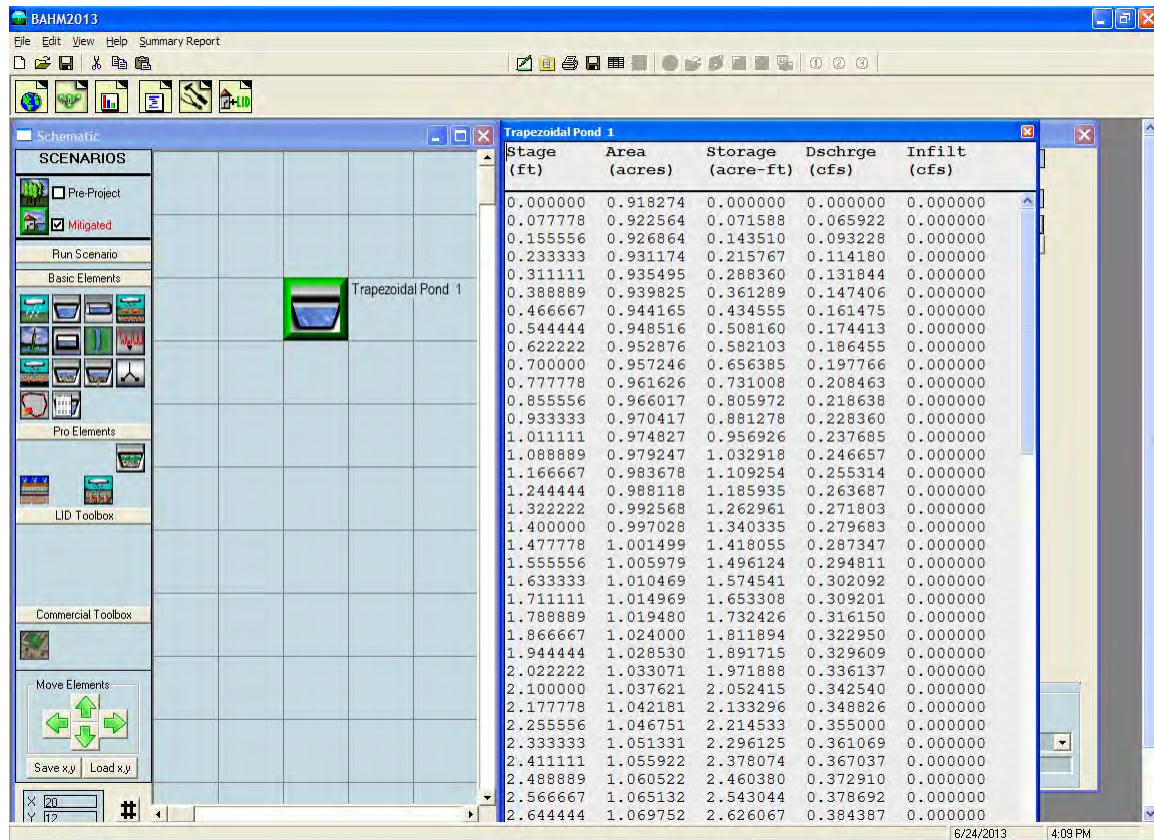 BAHM2013
File Edit View Help Summary Report
Schematic
SCENARIOS
Pre-Project
Mitigated
Run Scenario
Basic Elements
Pro Elements
LID Toolbox
Commercial Toolbox
Move Elements
Save x,y Load x,y
X 20
Y 12
#
+LID
Trapezoidal Pond 1
Trapezoidal Pond 1
Stage Area Storage Dschrge Infilt
(ft) (acres) (acre-ft) (cfs) (cfs)
0.000000 0.918274 0.000000 0.000000 0.000000
0.077778 0.922564 0.071588 0.065922 0.000000
0.155556 0.926864 0.143510 0.093228 0.000000
0.233333 0.931174 0.215767 0.114180 0.000000
0.311111 0.935495 0.288360 0.131844 0.000000
0.388889 0.939825 0.361289 0.147406 0.000000
0.466667 0.944165 0.434555 0.161475 0.000000
0.544444 0.948516 0.508160 0.174413 0.000000
0.622222 0.952876 0.582103 0.186455 0.000000
0.700000 0.957246 0.656385 0.197766 0.000000
0.777778 0.961626 0.731008 0.208463 0.000000
0.855556 0.966017 0.805972 0.218638 0.000000
0.933333 0.970417 0.881278 0.228360 0.000000
1.011111 0.974827 0.956926 0.237685 0.000000
1.088889 0.979247 1.032918 0.246657 0.000000
1.166667 0.983678 1.109254 0.255314 0.000000
1.244444 0.988118 1.185935 0.263687 0.000000
1.322222 0.992568 1.262961 0.271803 0.000000
1.400000 0.997028 1.340335 0.279683 0.000000
1.477778 1.001499 1.418055 0.287347 0.000000
1.555556 1.005979 1.496124 0.294811 0.000000
1.633333 1.010469 1.574541 0.302092 0.000000
1.711111 1.014969 1.653308 0.309201 0.000000
1.788889 1.019480 1.732426 0.316150 0.000000
1.866667 1.024000 1.811894 0.322950 0.000000
1.944444 1.028530 1.891715 0.329609 0.000000
2.022222 1.033071 1.971888 0.336137 0.000000
2.100000 1.037621 2.052415 0.342540 0.000000
2.177778 1.042181 2.133296 0.348826 0.000000
2.255556 1.046751 2.214533 0.355000 0.000000
2.333333 1.051331 2.296125 0.361069 0.000000
2.411111 1.055922 2.378074 0.367037 0.000000
2.488889 1.060522 2.460380 0.372910 0.000000
2.566667 1.065132 2.543044 0.378692 0.000000
2.644444 1.069752 2.626067 0.384387 0.000000
6/24/2013 4:09 PM